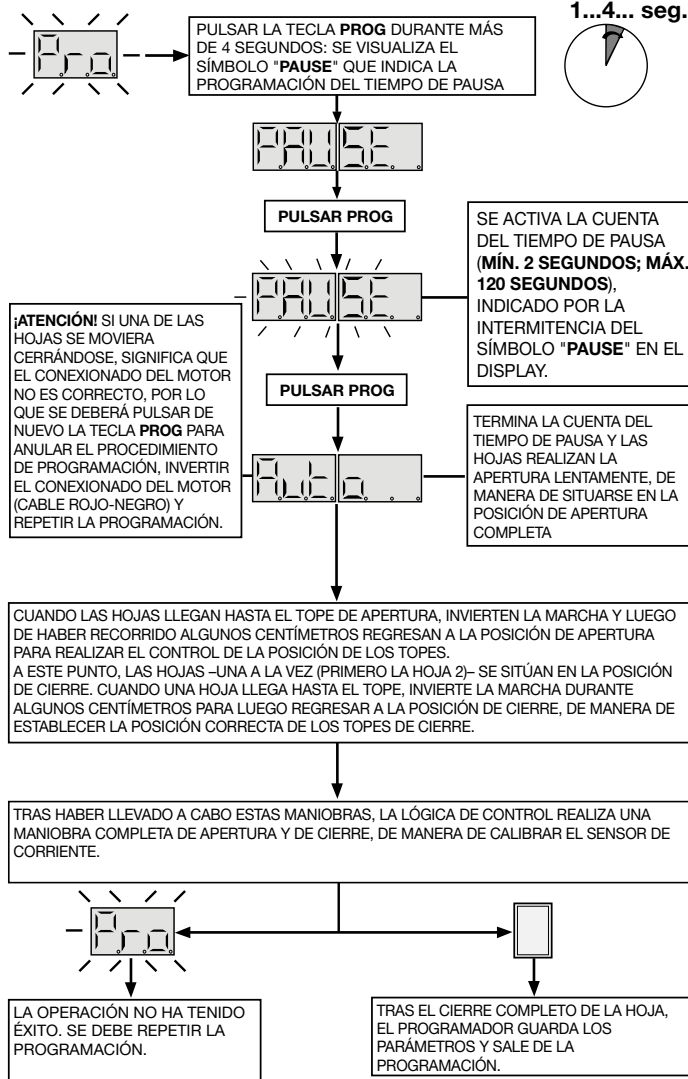 1...4... seg.
Pro
PULSAR LA TECLA PROG DURANTE MÁS
DE 4 SEGUNDOS: SE VISUALIZA EL
SÍMBOLO "PAUSE" QUE INDICA LA
PROGRAMACIÓN DEL TIEMPO DE PAUSA
PAUSE
PULSAR PROG
PAUSE
SE ACTIVA LA CUENTA
DEL TIEMPO DE PAUSA
(MÍN. 2 SEGUNDOS; MÁX.
120 SEGUNDOS),
INDICADO POR LA
INTERMITENCIA DEL
SÍMBOLO "PAUSE" EN EL
DISPLAY.
¡ATENCIÓN! SI UNA DE LAS
HOJAS SE MOVIERA
CERRÁNDOSE, SIGNIFICA QUE
EL CONEXIONADO DEL MOTOR
NO ES CORRECTO, POR LO
QUE SE DEBERÁ PULSAR DE
NUEVO LA TECLA PROG PARA
ANULAR EL PROCEDIMIENTO
DE PROGRAMACIÓN, INVERTIR
EL CONEXIONADO DEL MOTOR
(CABLE ROJO-NEGRO) Y
REPETIR LA PROGRAMACIÓN.
PULSAR PROG
Auto
TERMINA LA CUENTA DEL
TIEMPO DE PAUSA Y LAS
HOJAS REALIZAN LA
APERTURA LENTAMENTE, DE
MANERA DE SITUARSE EN LA
POSICIÓN DE APERTURA
COMPLETA
CUANDO LAS HOJAS LLEGAN HASTA EL TOPE DE APERTURA, INVIERTEN LA MARCHA Y LUEGO
DE HABER RECORRIDO ALGUNOS CENTÍMETROS REGRESAN A LA POSICIÓN DE APERTURA
PARA REALIZAR EL CONTROL DE LA POSICIÓN DE LOS TOPES.
A ESTE PUNTO, LAS HOJAS –UNA A LA VEZ (PRIMERO LA HOJA 2)– SE SITÚAN EN LA POSICIÓN
DE CIERRE. CUANDO UNA HOJA LLEGA HASTA EL TOPE, INVIERTE LA MARCHA DURANTE
ALGUNOS CENTÍMETROS PARA LUEGO REGRESAR A LA POSICIÓN DE CIERRE, DE MANERA DE
ESTABLECER LA POSICIÓN CORRECTA DE LOS TOPES DE CIERRE.
TRAS HABER LLEVADO A CABO ESTAS MANIOBRAS, LA LÓGICA DE CONTROL REALIZA UNA
MANIOBRA COMPLETA DE APERTURA Y DE CIERRE, DE MANERA DE CALIBRAR EL SENSOR DE
CORRIENTE.
Pro
LA OPERACIÓN NO HA TENIDO
ÉXITO. SE DEBE REPETIR LA
PROGRAMACIÓN.
TRAS EL CIERRE COMPLETO DE LA HOJA,
EL PROGRAMADOR GUARDA LOS
PARÁMETROS Y SALE DE LA
PROGRAMACIÓN.